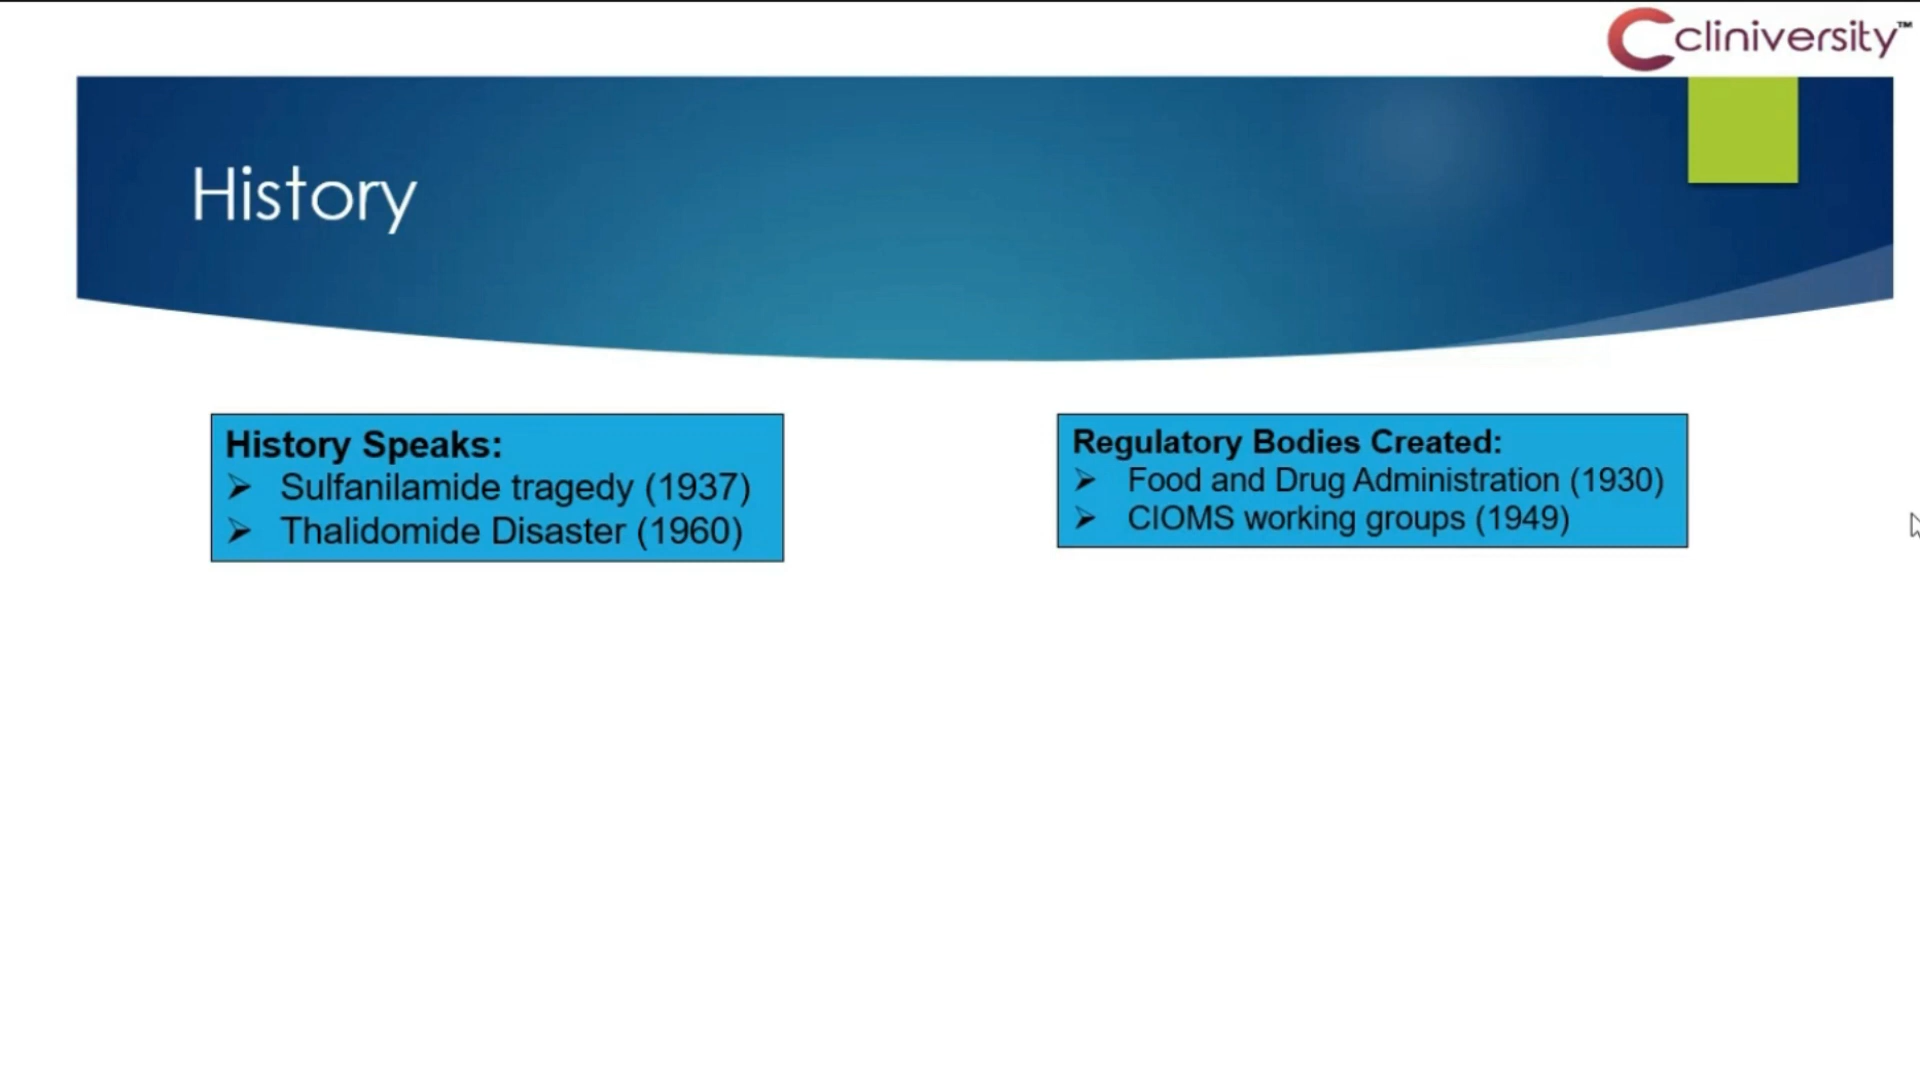 cliniversity™
History
History Speaks:
➢ Sulfanilamide tragedy (1937)
➢ Thalidomide Disaster (1960)
Regulatory Bodies Created:
➢ Food and Drug Administration (1930)
➢ CIOMS working groups (1949)